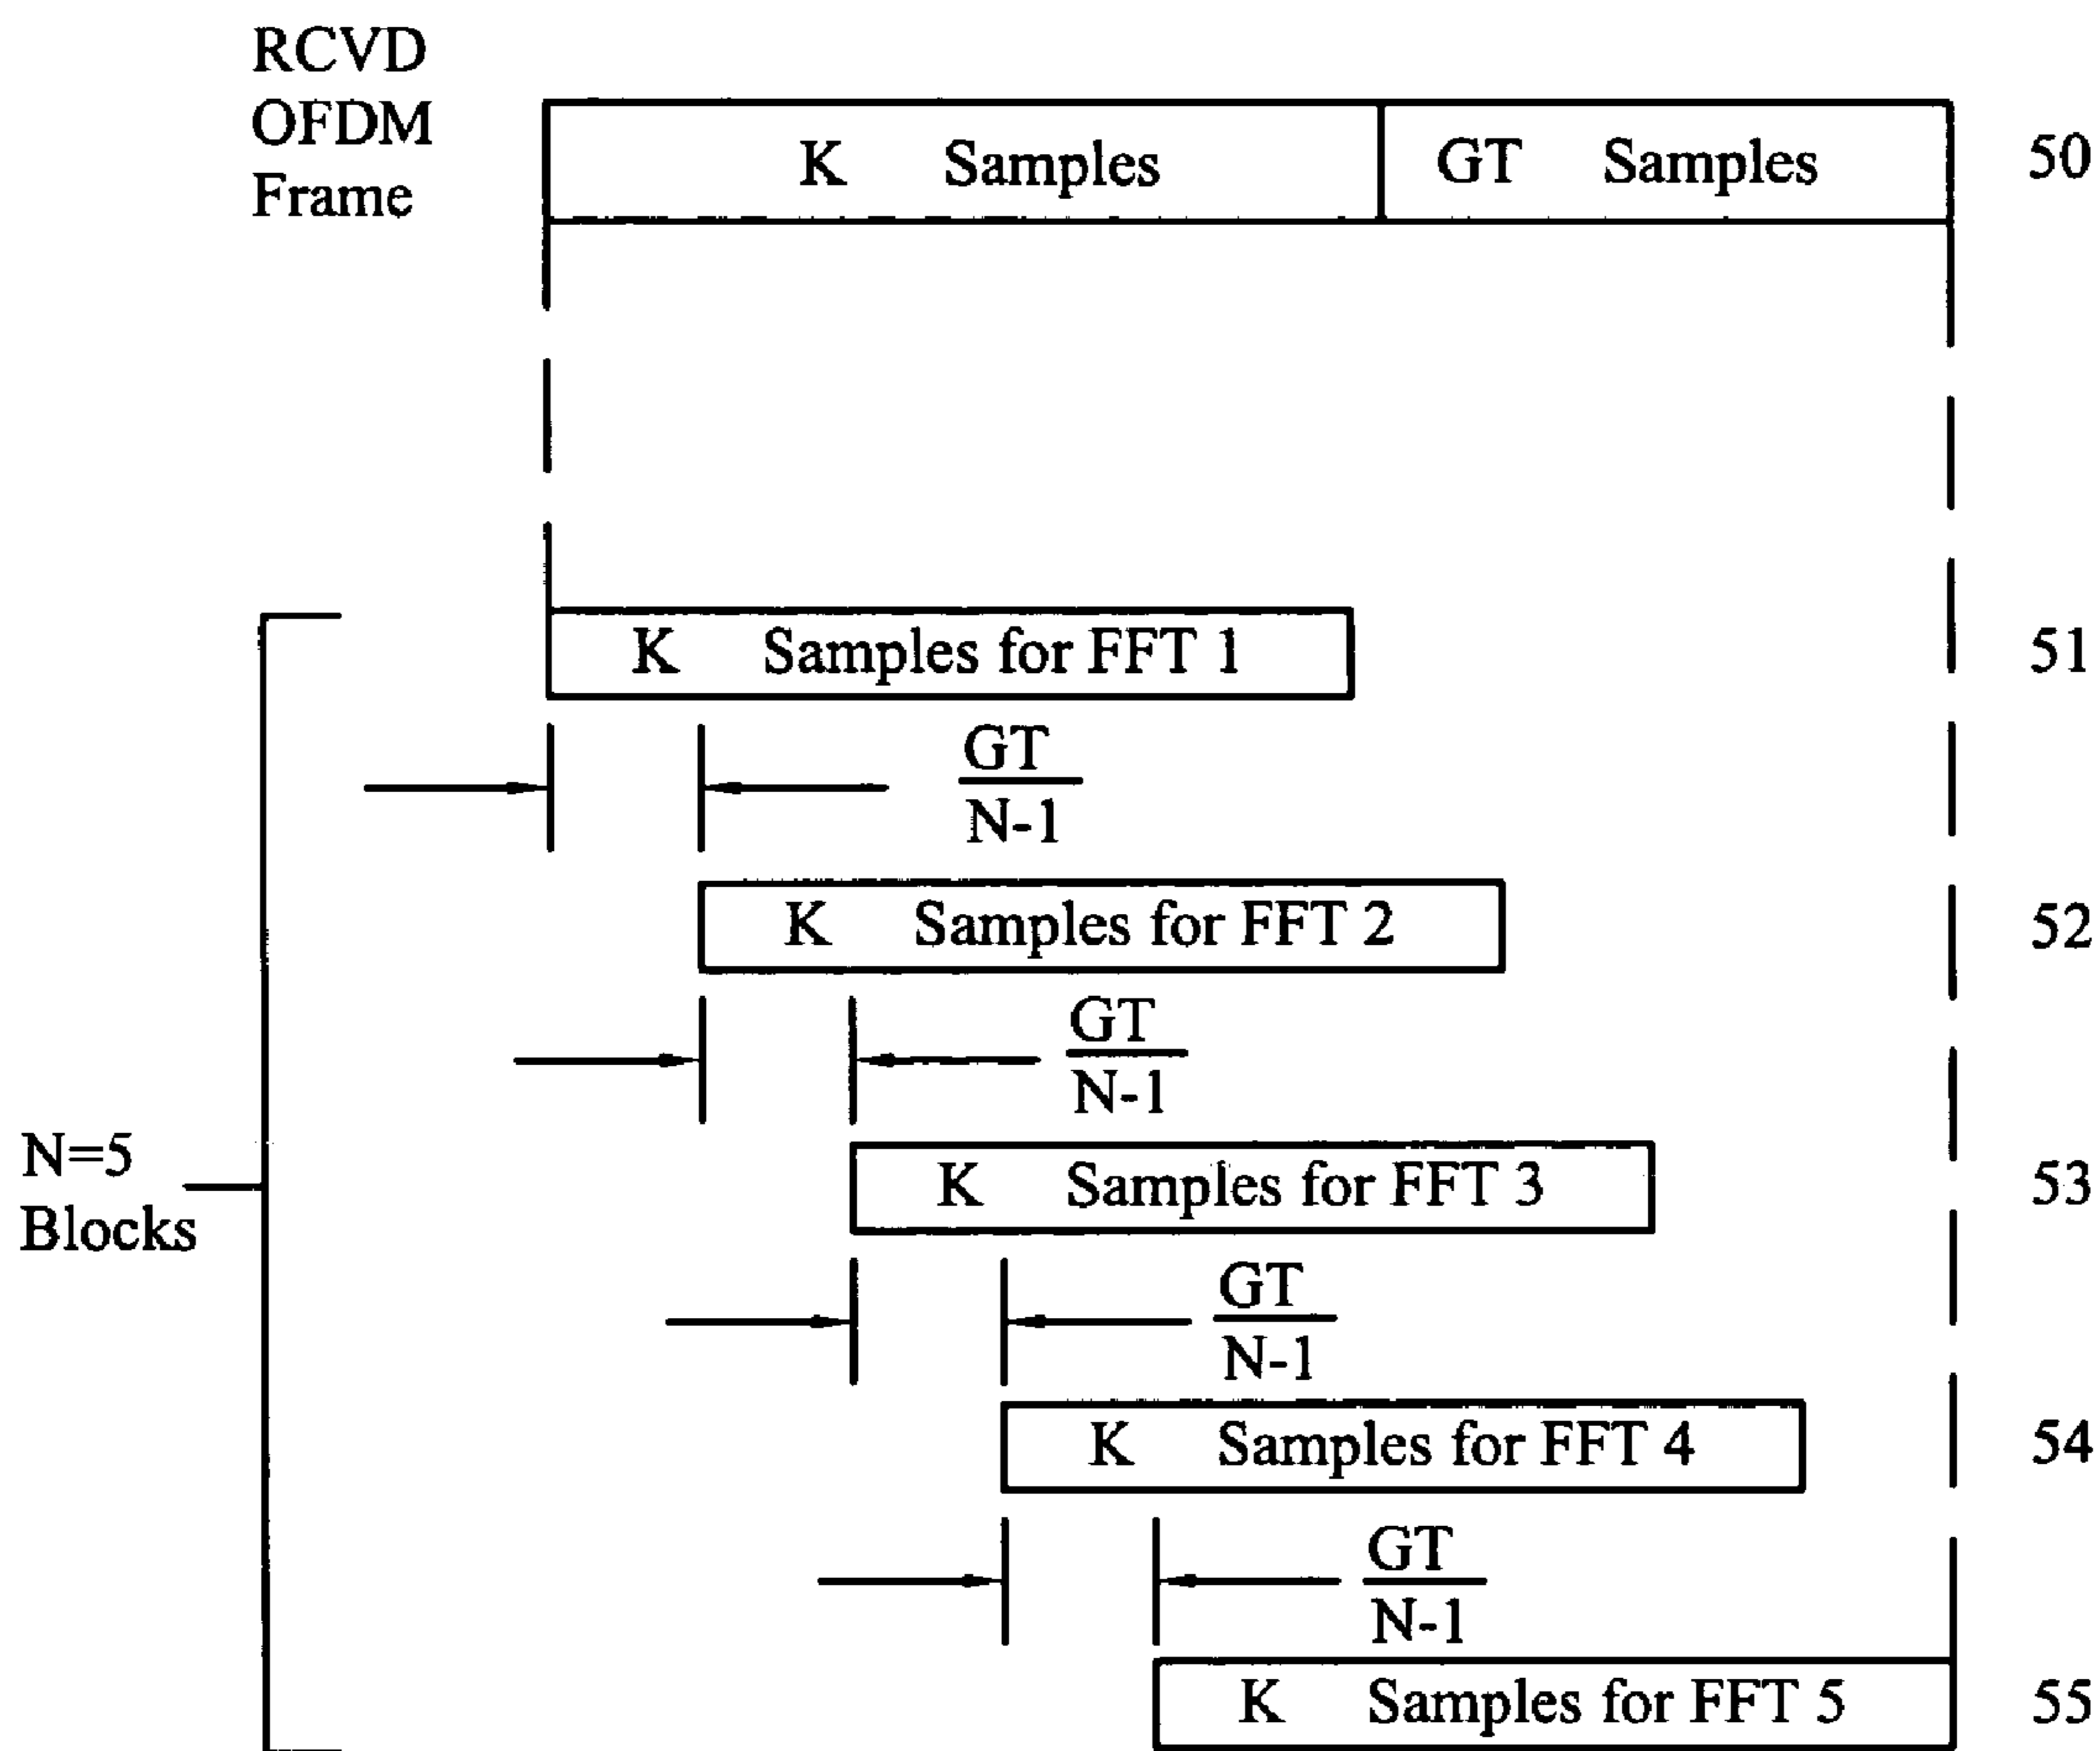 RCVD
OFDM
Frame
K Samples
GT Samples
50
K Samples for FFT 1
51
GT
N-1
K Samples for FFT 2
52
GT
N-1
N=5
Blocks
K Samples for FFT 3
53
GT
N-1
K Samples for FFT 4
54
GT
N-1
K Samples for FFT 5
55